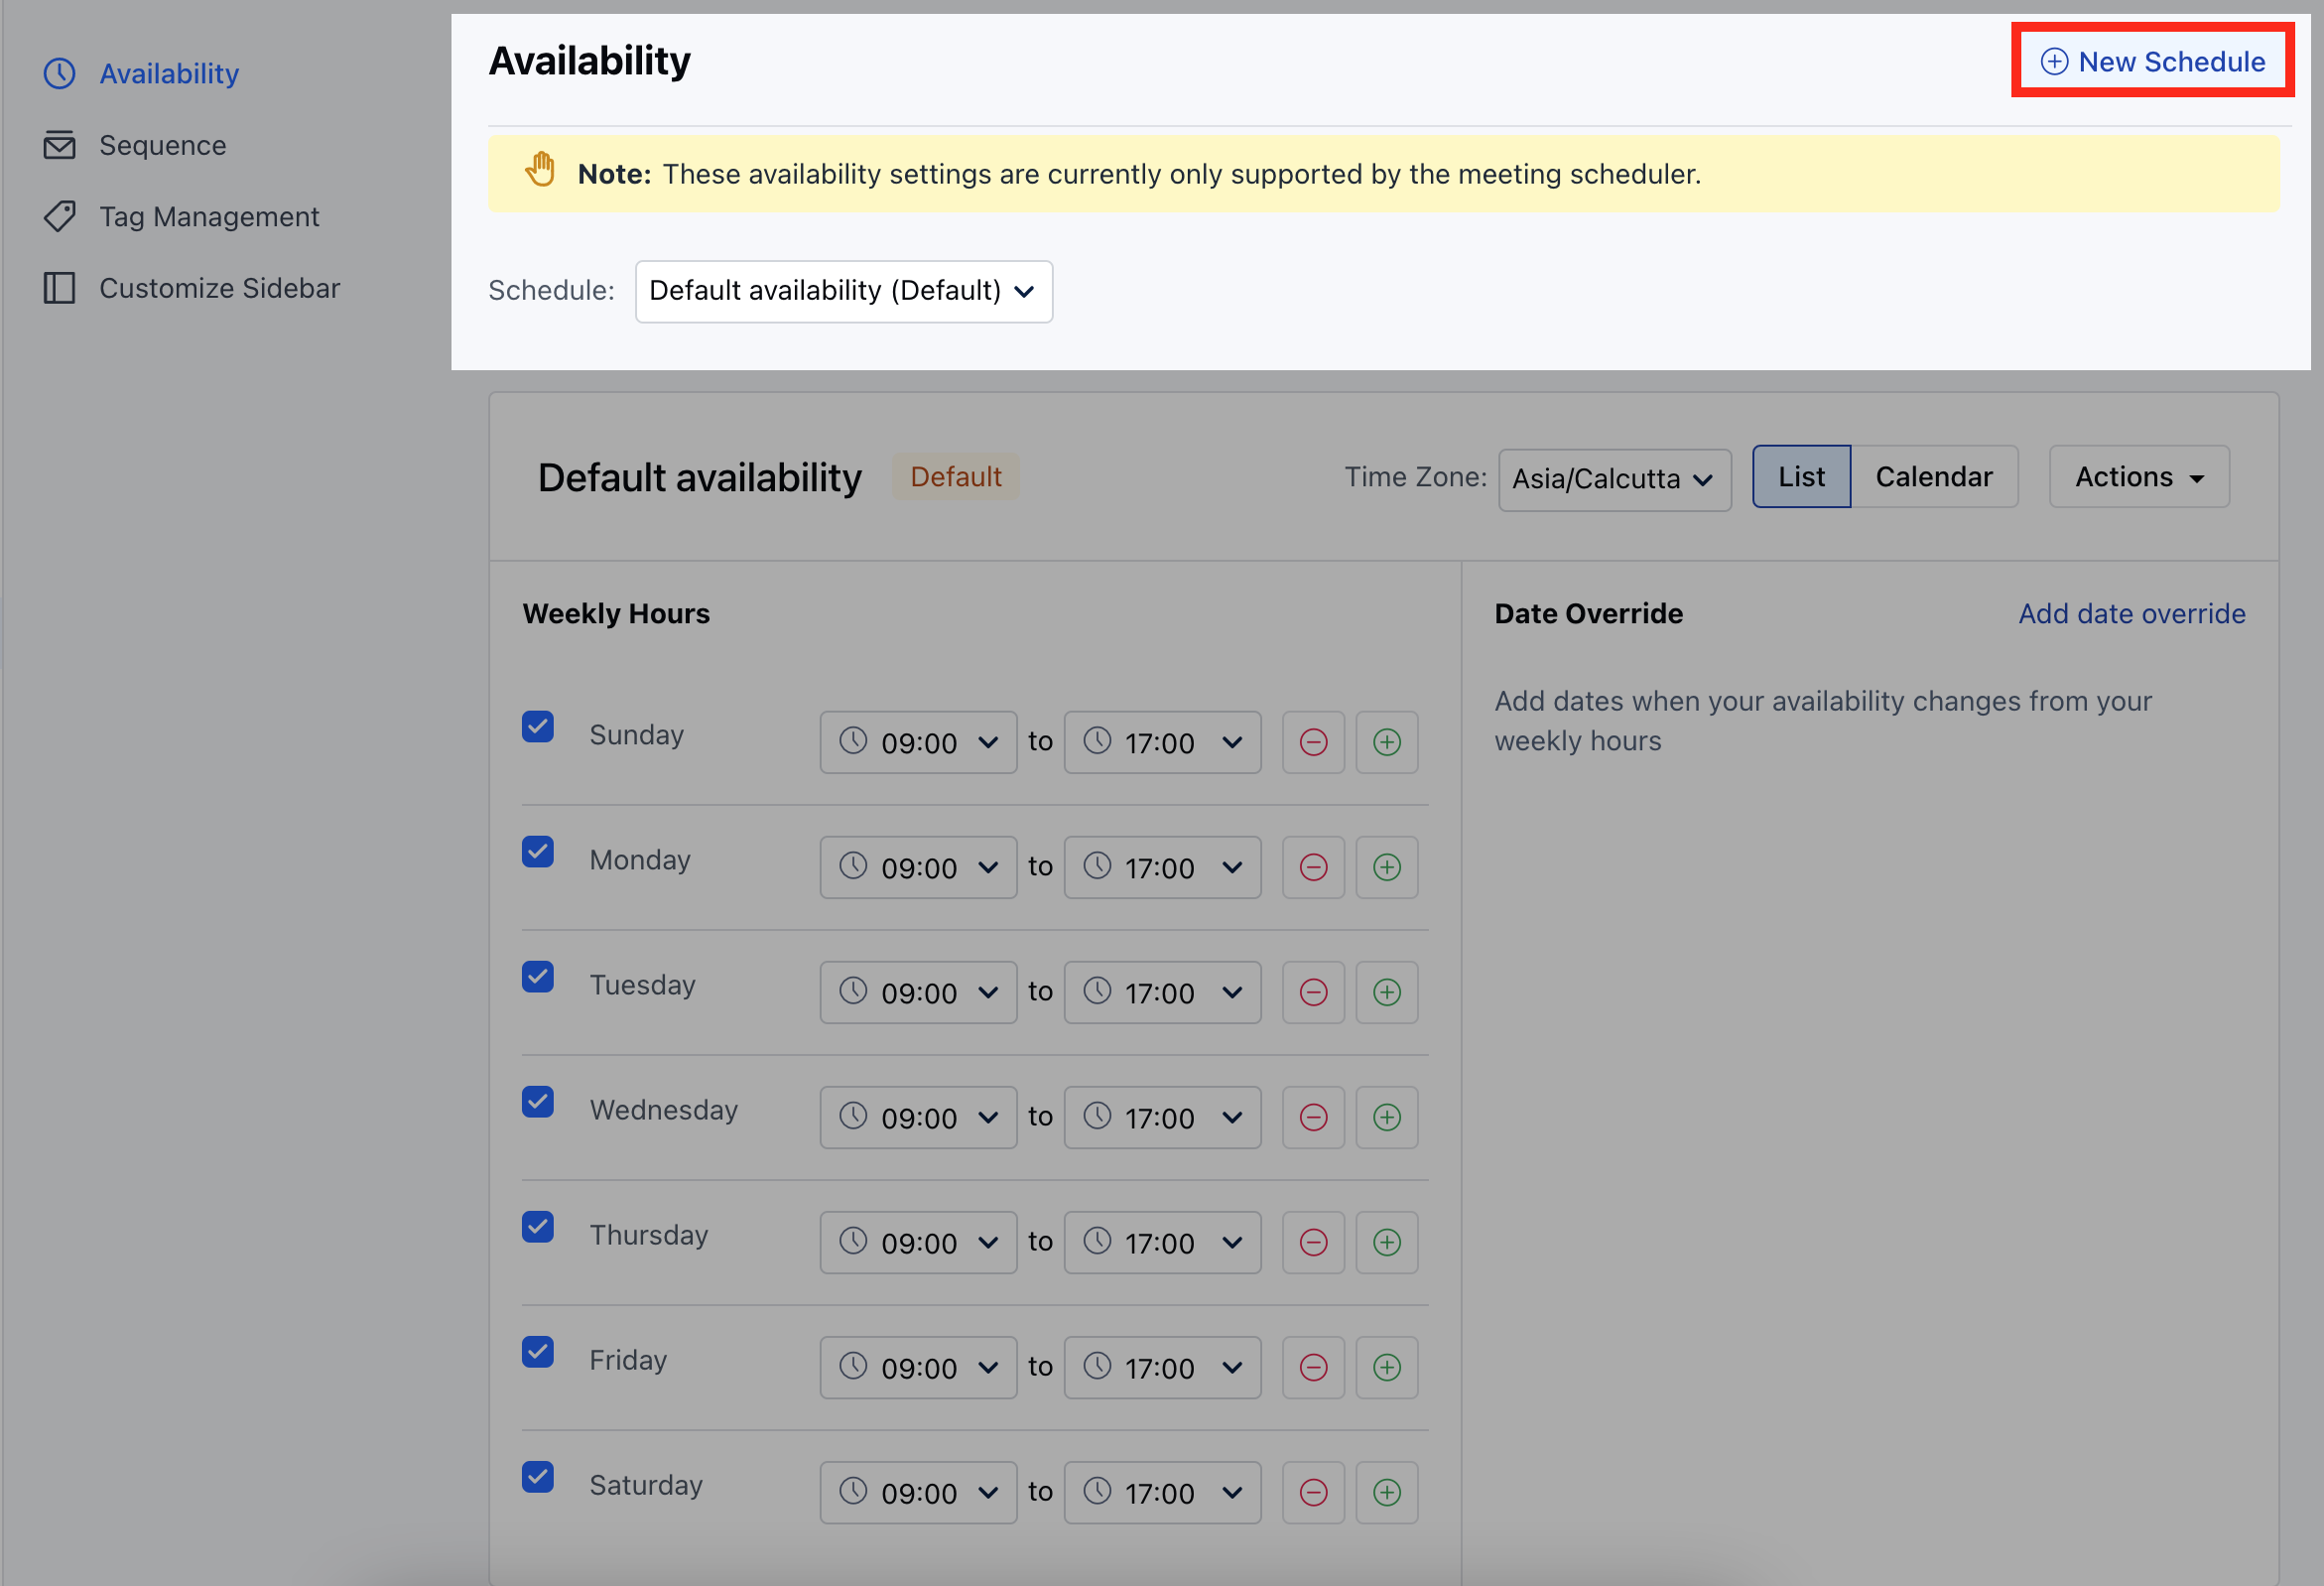 Availability
Sequence
Tag Management
Customize Sidebar
Availability
New Schedule
Note: These availability settings are currently only supported by the meeting scheduler.
Schedule: Default availability (Default)
Default availability Default
Time Zone: Asia/Calcutta List Calendar Actions
Weekly Hours
Sunday 09:00 to 17:00
Monday 09:00 to 17:00
Tuesday 09:00 to 17:00
Wednesday 09:00 to 17:00
Thursday 09:00 to 17:00
Friday 09:00 to 17:00
Saturday 09:00 to 17:00
Date Override Add date override
Add dates when your availability changes from your
weekly hours